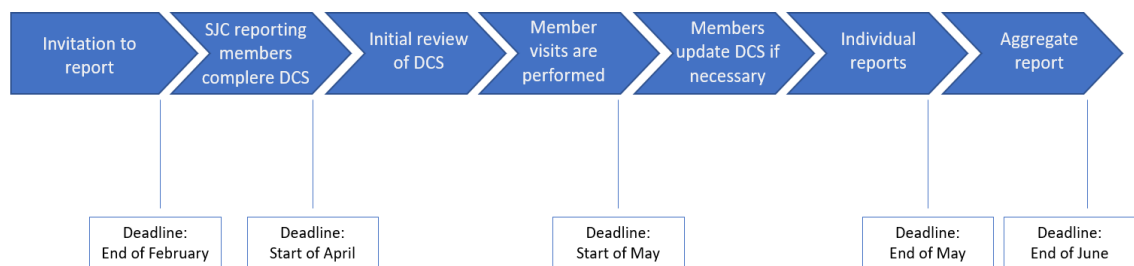 Invitation to
report
SJC reporting
members
complere DCS
Initial review
of DCS
Member
visits are
performed
Members
update DCS if
necessary
Individual
reports
Aggregate
report
Deadline:
End of February
Deadline:
Start of April
Deadline:
Start of May
Deadline:
End of May
Deadline:
End of June